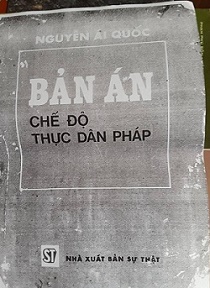 NGUYỄN ÁI QUỐC
BẢN ÁN
CHẾ ĐỘ
THỰC DÂN PHÁP
ST
NHÀ XUẤT BẢN SỰ THẬT